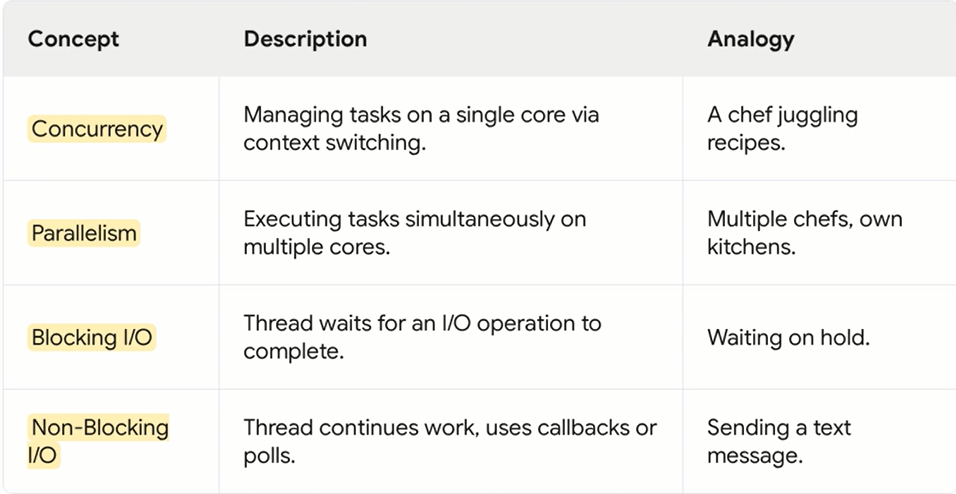 Concept
Description
Analogy
Concurrency
Managing tasks on a single core via
context switching.
A chef juggling
recipes.
Parallelism
Executing tasks simultaneously on
multiple cores.
Multiple chefs, own
kitchens.
Blocking I/O
Thread waits for an I/O operation to
complete.
Waiting on hold.
Non-Blocking
I/O
Thread continues work, uses callbacks or
polls.
Sending a text
message.